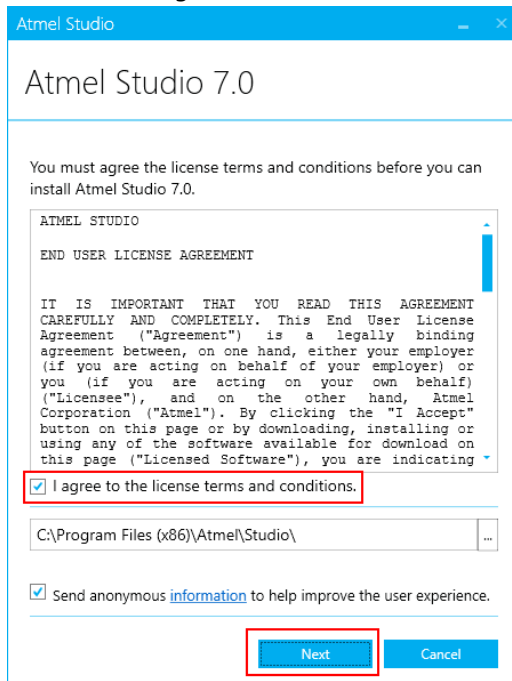 Atmel Studio
Atmel Studio 7.0
You must agree the license terms and conditions before you can
install Atmel Studio 7.0.
ATMEL STUDIO
END USER LICENSE AGREEMENT
IT IS IMPORTANT THAT YOU READ THIS AGREEMENT
CAREFULLY AND COMPLETELY. This End User License
Agreement ("Agreement") is a legally binding
agreement between, on one hand, either your employer
(if you are acting on behalf of your employer) or
you (if you are acting on your own behalf)
("Licensee"), and on the other hand, Atmel
Corporation ("Atmel"). By clicking the "I Accept"
button on this page or by downloading, installing or
using any of the software available for download on
this page ("Licensed Software"), you are indicating
I agree to the license terms and conditions.
C:\Program Files (x86)\Atmel\Studio\
...
Send anonymous information to help improve the user experience.
Next
Cancel